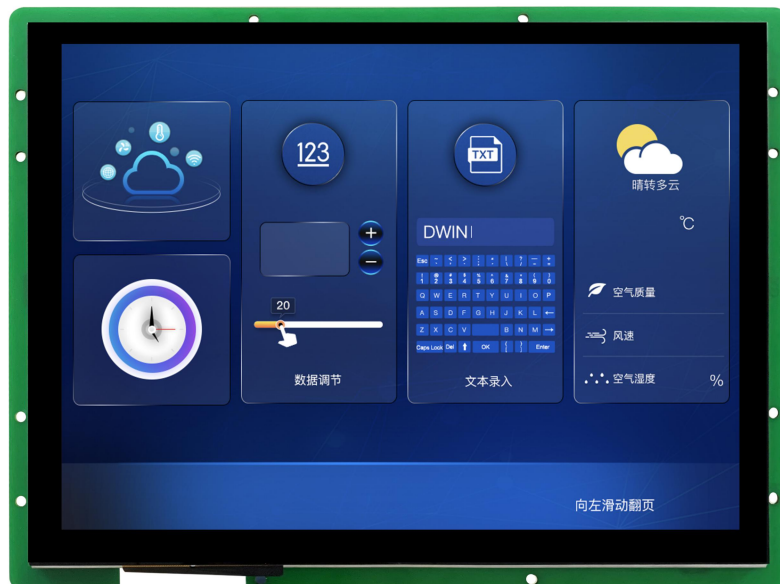 123
20
数据调节
TXT
DWIN
Esc
Q W E R T Y U I O P
A S D F G H J K L ←
Z X C V B N M →
Caps Lock Del OK Enter
文本录入
晴转多云
℃
空气质量
风速
空气湿度 %
向左滑动翻页